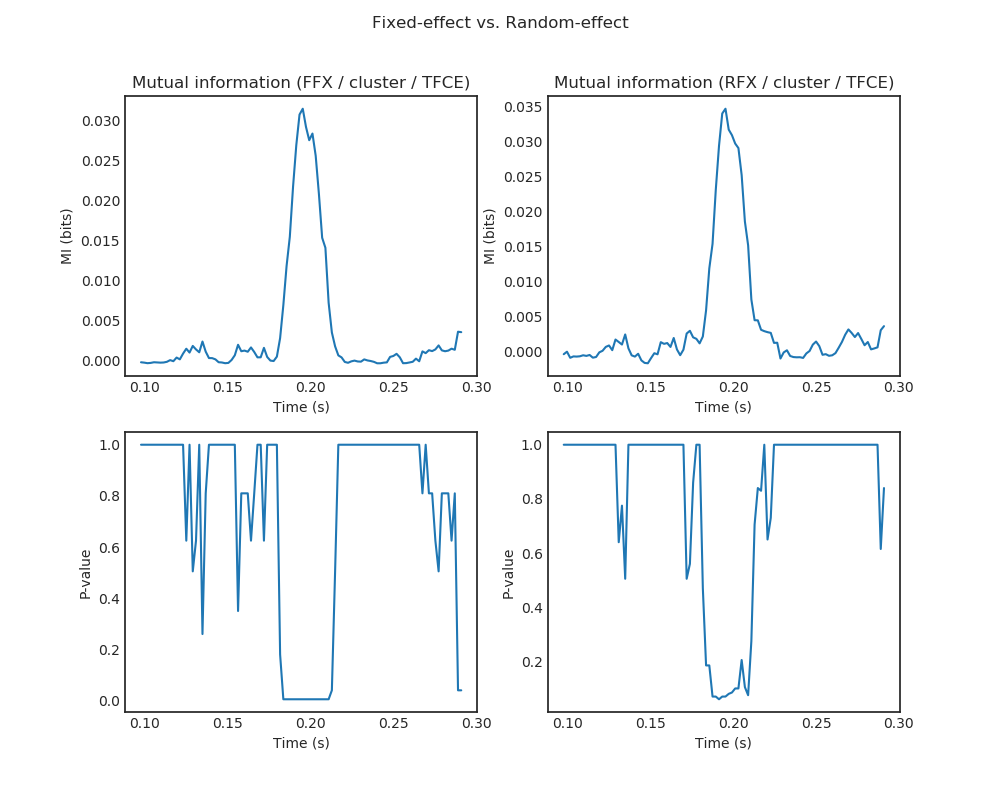 Fixed-effect vs. Random-effect
Mutual information (FFX / cluster / TFCE)
MI (bits)
0.030
0.025
0.020
0.015
0.010
0.005
0.000
0.10 0.15 0.20 0.25 0.30
Time (s)
Mutual information (RFX / cluster / TFCE)
MI (bits)
0.035
0.030
0.025
0.020
0.015
0.010
0.005
0.000
0.10 0.15 0.20 0.25 0.30
Time (s)
P-value
1.0
0.8
0.6
0.4
0.2
0.0
0.10 0.15 0.20 0.25 0.30
Time (s)
P-value
1.0
0.8
0.6
0.4
0.2
0.10 0.15 0.20 0.25 0.30
Time (s)